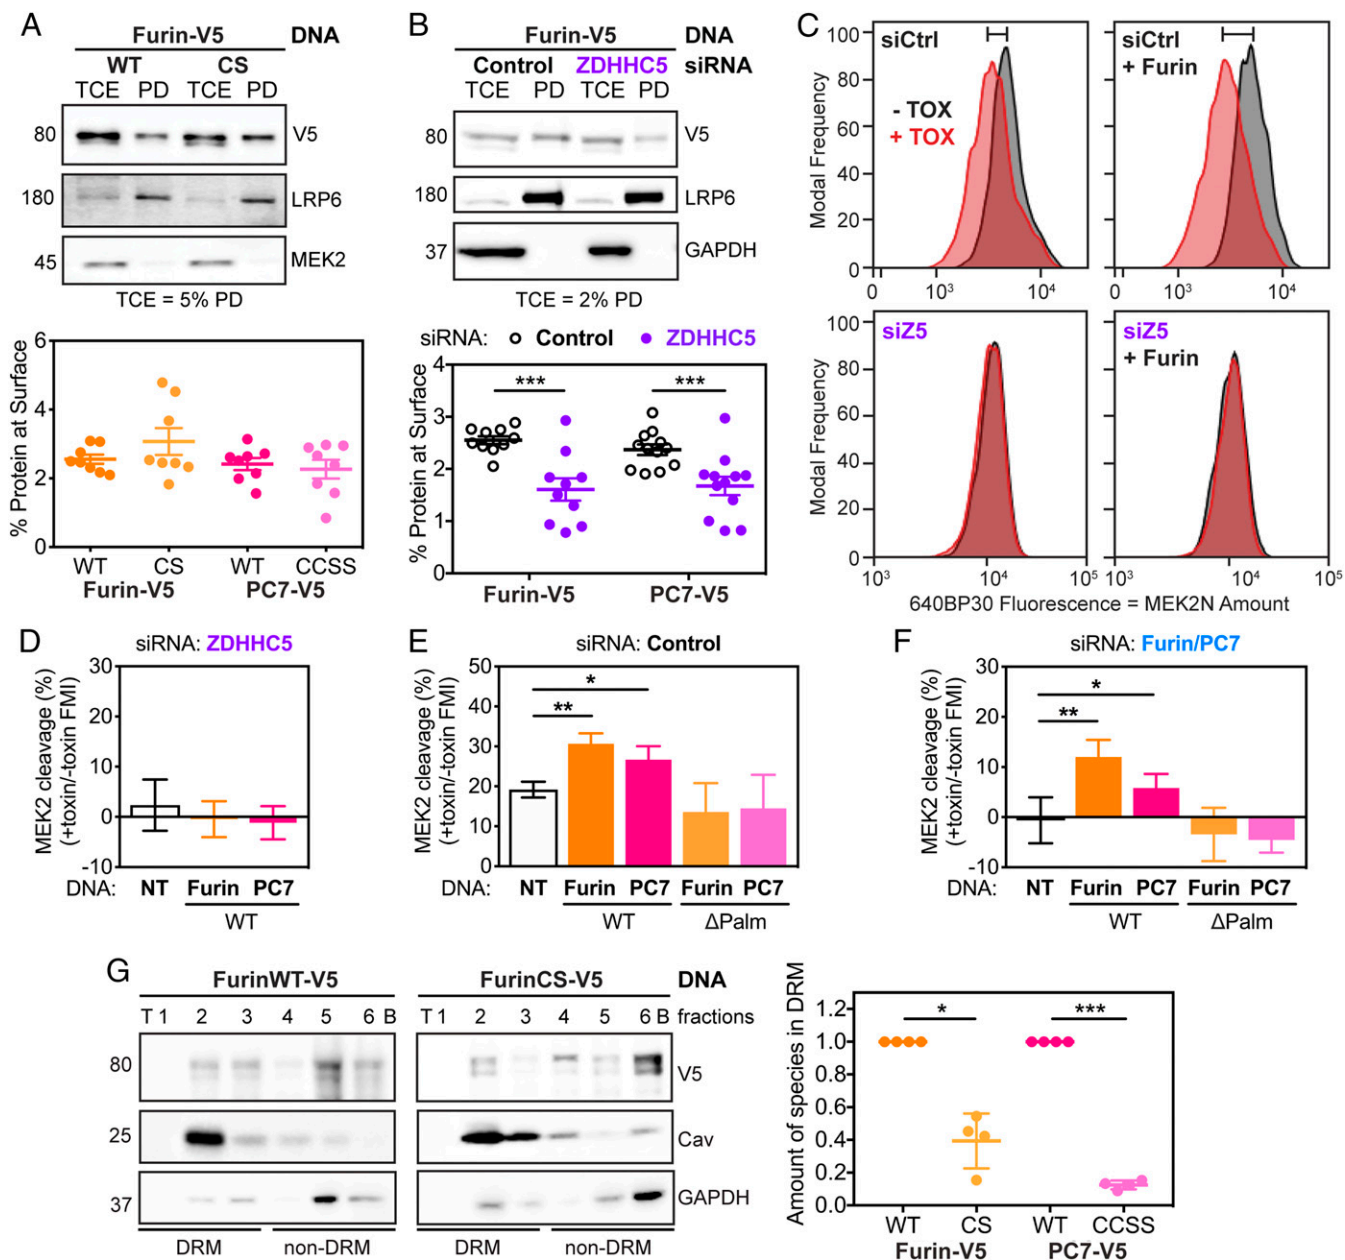 A
Furin-V5 DNA
WT CS
TCE PD TCE PD
80 V5
180 LRP6
45 MEK2
TCE = 5% PD
% Protein at Surface
6
4
2
0
WT CS WT CCSS
Furin-V5 PC7-V5
B
Furin-V5 DNA
Control ZDHHC5 siRNA
TCE PD TCE PD
80 V5
180 LRP6
37 GAPDH
TCE = 2% PD
siRNA: Control ZDHHC5
% Protein at Surface
4
3
2
1
0
*** ***
Furin-V5 PC7-V5
C
Modal Frequency
100
80
60
40
20
0
siCtrl
- TOX
+ TOX
0 10³ 10⁴
siCtrl
+ Furin
0 10³ 10⁴
Modal Frequency
100
80
60
40
20
0
siZ5
10³ 10⁴ 10⁵
siZ5
+ Furin
10³ 10⁴ 10⁵
640BP30 Fluorescence = MEK2N Amount
D
siRNA: ZDHHC5
MEK2 cleavage (%)
(+toxin/-toxin FMI)
30
20
10
0
-10
DNA: NT Furin PC7
WT
E
siRNA: Control
MEK2 cleavage (%)
(+toxin/-toxin FMI)
50
40
30
20
10
0
*
**
DNA: NT Furin PC7 Furin PC7
WT ΔPalm
F
siRNA: Furin/PC7
MEK2 cleavage (%)
(+toxin/-toxin FMI)
30
20
10
0
-10
*
**
DNA: NT Furin PC7 Furin PC7
WT ΔPalm
G
FurinWT-V5 FurinCS-V5 DNA
T 1 2 3 4 5 6 B T 1 2 3 4 5 6 B fractions
80 V5
25 Cav
37 GAPDH
DRM non-DRM DRM non-DRM
Amount of species in DRM
1.2
1.0
0.8
0.6
0.4
0.2
0.0
* ***
WT CS WT CCSS
Furin-V5 PC7-V5